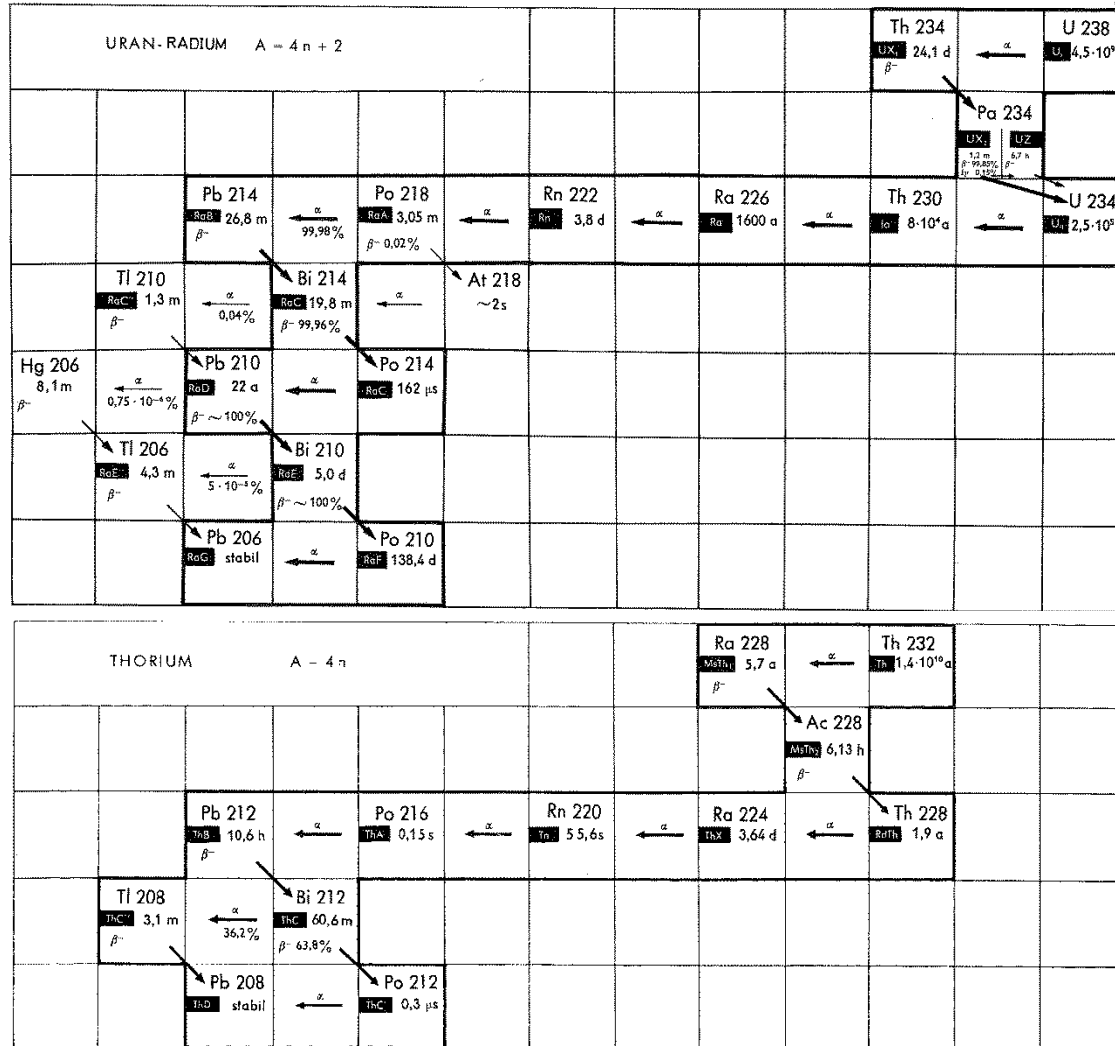 URAN-RADIUM A = 4n + 2
Th 234 U 238
UX₁ 24,1 d α U₁ 4,5·10⁹
β⁻
Pa 234
UX₂ UZ
1,2 m 6,7 h
β⁻ 99,85% β⁻
Iγ 0,15%
Pb 214 Po 218 Rn 222 Ra 226 Th 230 U 234
RaB 26,8 m α RaA 3,05 m α Rn 3,8 d α Ra 1600 a α Io 8·10⁴a α 2,5·10⁵
β⁻ 99,98% β⁻ 0,02%
Tl 210 Bi 214 At 218
RaC'' 1,3 m α RaC 19,8 m α ~2s
β⁻ 0,04% β⁻ 99,96%
Hg 206 Pb 210 Po 214
8,1 m α RaD 22 a α RaC' 162 μs
β⁻ 0,75·10⁻⁴% β⁻ ~ 100%
Tl 206 Bi 210
RaE 4,3 m α RaE 5,0 d
β⁻ 5·10⁻⁵% β⁻ ~ 100%
Pb 206 Po 210
RaG stabil α RaF 138,4 d
THORIUM A – 4n
Ra 228 Th 232
MsTh₁ 5,7 a α Th 1,4·10¹⁰a
β⁻
Ac 228
MsTh₂ 6,13 h
β⁻
Pb 212 Po 216 Rn 220 Ra 224 Th 228
ThB 10,6 h α ThA 0,15 s α Tn 55,6s α ThX 3,64 d α RdTh 1,9 a
β⁻
Tl 208 Bi 212
ThC'' 3,1 m α ThC 60,6 m
β⁻ 36,2% β⁻ 63,8%
Pb 208 Po 212
ThD stabil α ThC' 0,3 μs